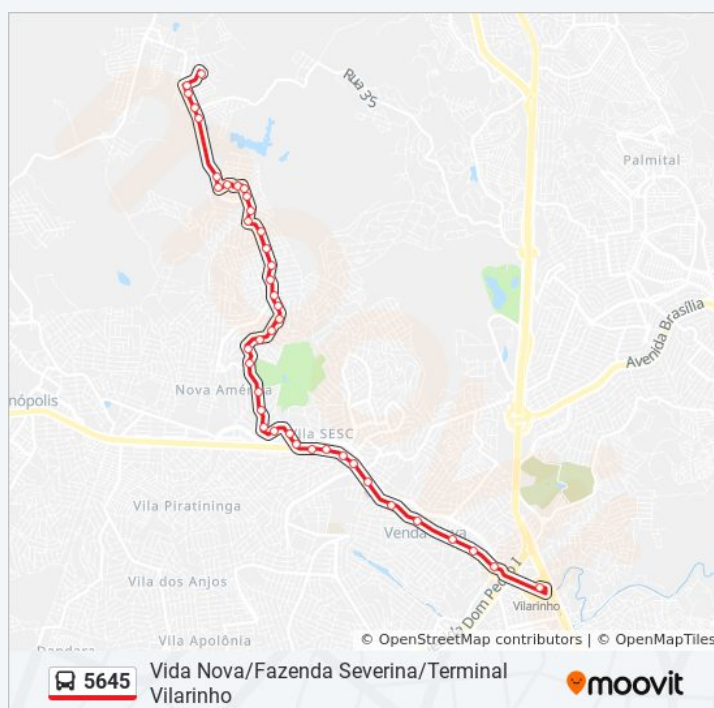 Rua 35
Palmital
Avenida Brasília
Nova América
nópolis
Vila SESC
Vila Piratininga
Venda Nova
Vila dos Anjos
Dom Pedro I
Vilarinho
Vila Apolônia
© OpenStreetMap contributors | © OpenMapTiles
5645
Vida Nova/Fazenda Severina/Terminal
Vilarinho
moovit